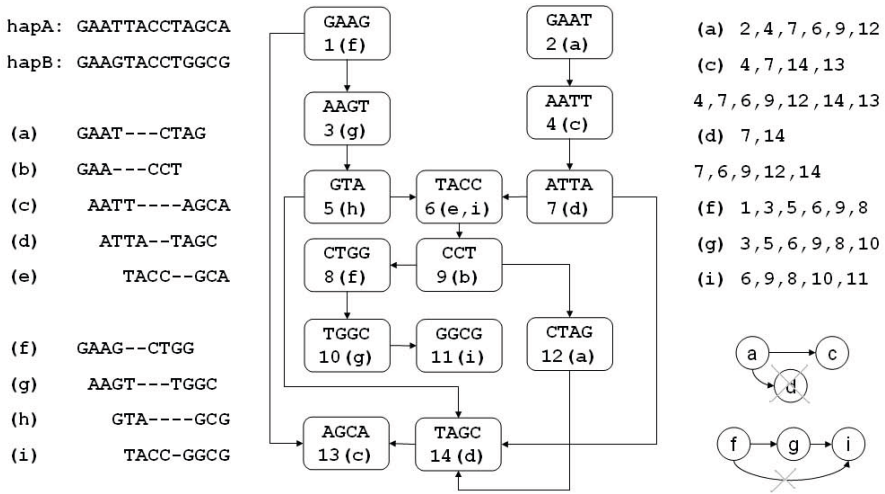 hapA: GAATTACCTAGCA
hapB: GAAGTACCTGGCG
(a) GAAT---CTAG
(b) GAA---CCT
(c) AATT----AGCA
(d) ATTA--TAGC
(e) TACC--GCA
(f) GAAG--CTGG
(g) AAGT---TGGC
(h) GTA----GCG
(i) TACC-GGCG
GAAG
1(f)
GAAT
2(a)
AAGT
3(g)
AATT
4(c)
GTA
5(h)
TACC
6(e,i)
ATTA
7(d)
CTGG
8(f)
CCT
9(b)
TGGC
10(g)
GGCG
11(i)
CTAG
12(a)
AGCA
13(c)
TAGC
14(d)
(a) 2,4,7,6,9,12
(c) 4,7,14,13
4,7,6,9,12,14,13
(d) 7,14
7,6,9,12,14
(f) 1,3,5,6,9,8
(g) 3,5,6,9,8,10
(i) 6,9,8,10,11
a c
d
f g i